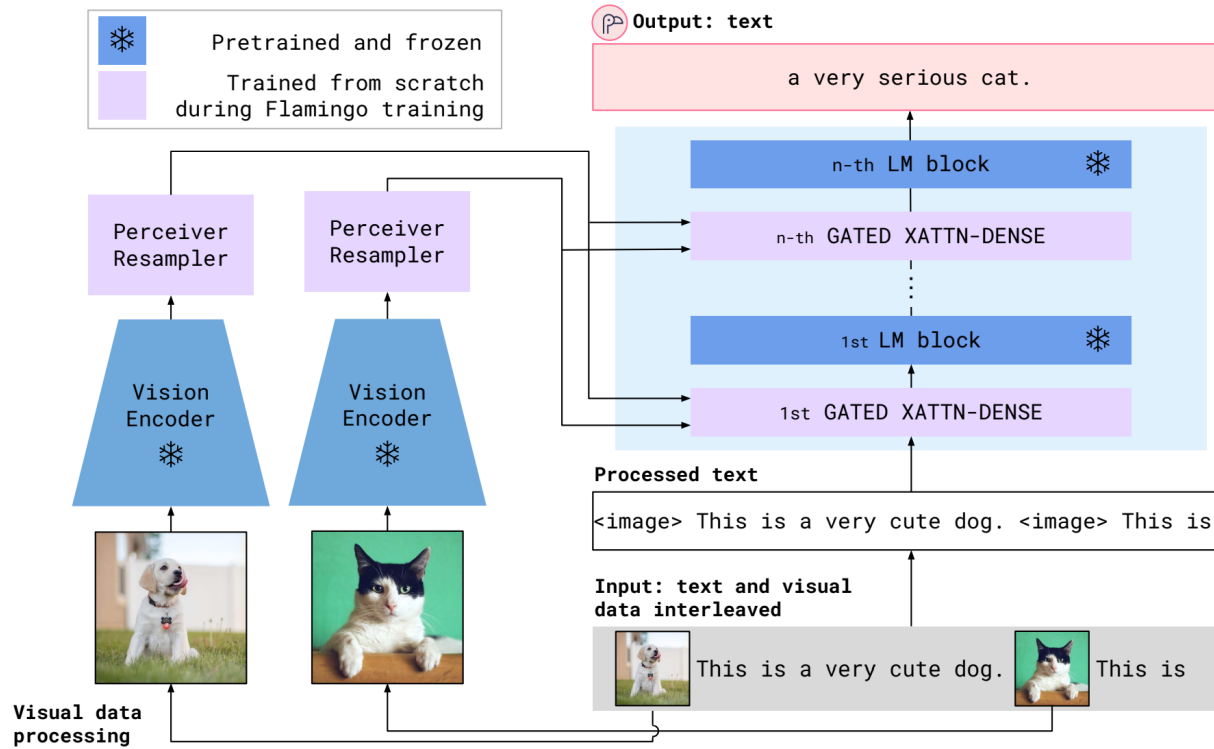 Pretrained and frozen
Trained from scratch
during Flamingo training
Output: text
a very serious cat.
n-th LM block
n-th GATED XATTN-DENSE
1st LM block
1st GATED XATTN-DENSE
Perceiver
Resampler
Perceiver
Resampler
Vision
Encoder
Vision
Encoder
Processed text
<image> This is a very cute dog. <image> This is
Input: text and visual
data interleaved
This is a very cute dog.
This is
Visual data
processing